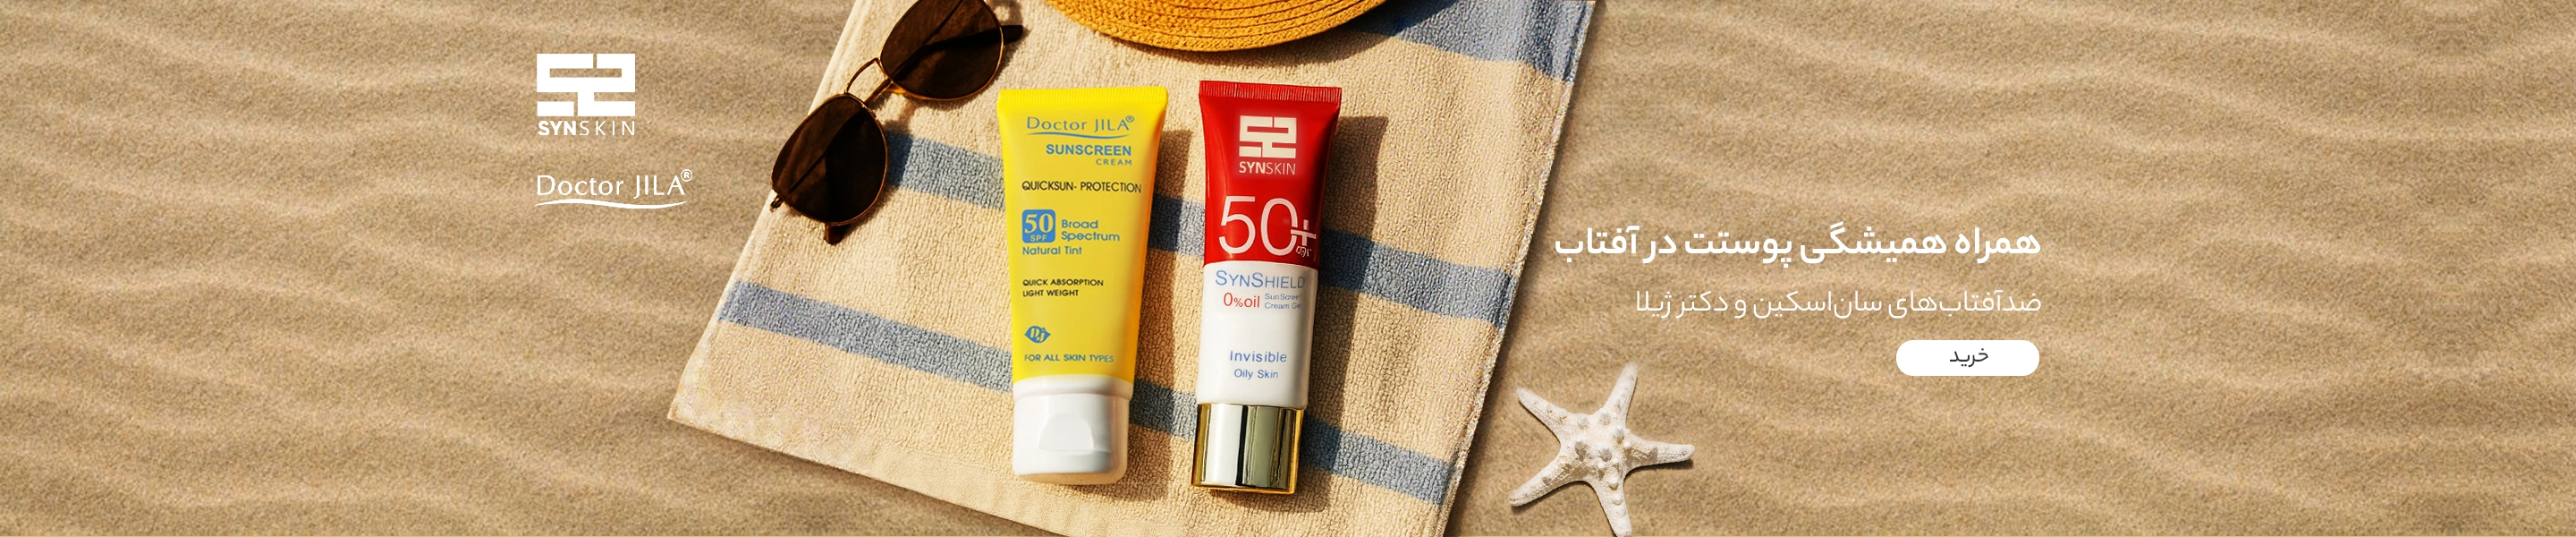 SYNSKIN
Doctor JILA®
Doctor JILA®
SUNSCREEN
CREAM
QUICKSUN- PROTECTION
50
SPF
Broad
Spectrum
Natural Tint
QUICK ABSORPTION
LIGHT WEIGHT
FOR ALL SKIN TYPES
SYNSKIN
50+
SYNSHIELD
0%oil
Invisible
Oily Skin
همراه همیشگی پوستت در آفتاب
ضدآفتاب‌های سان‌اسکین و دکتر ژیلا
خرید